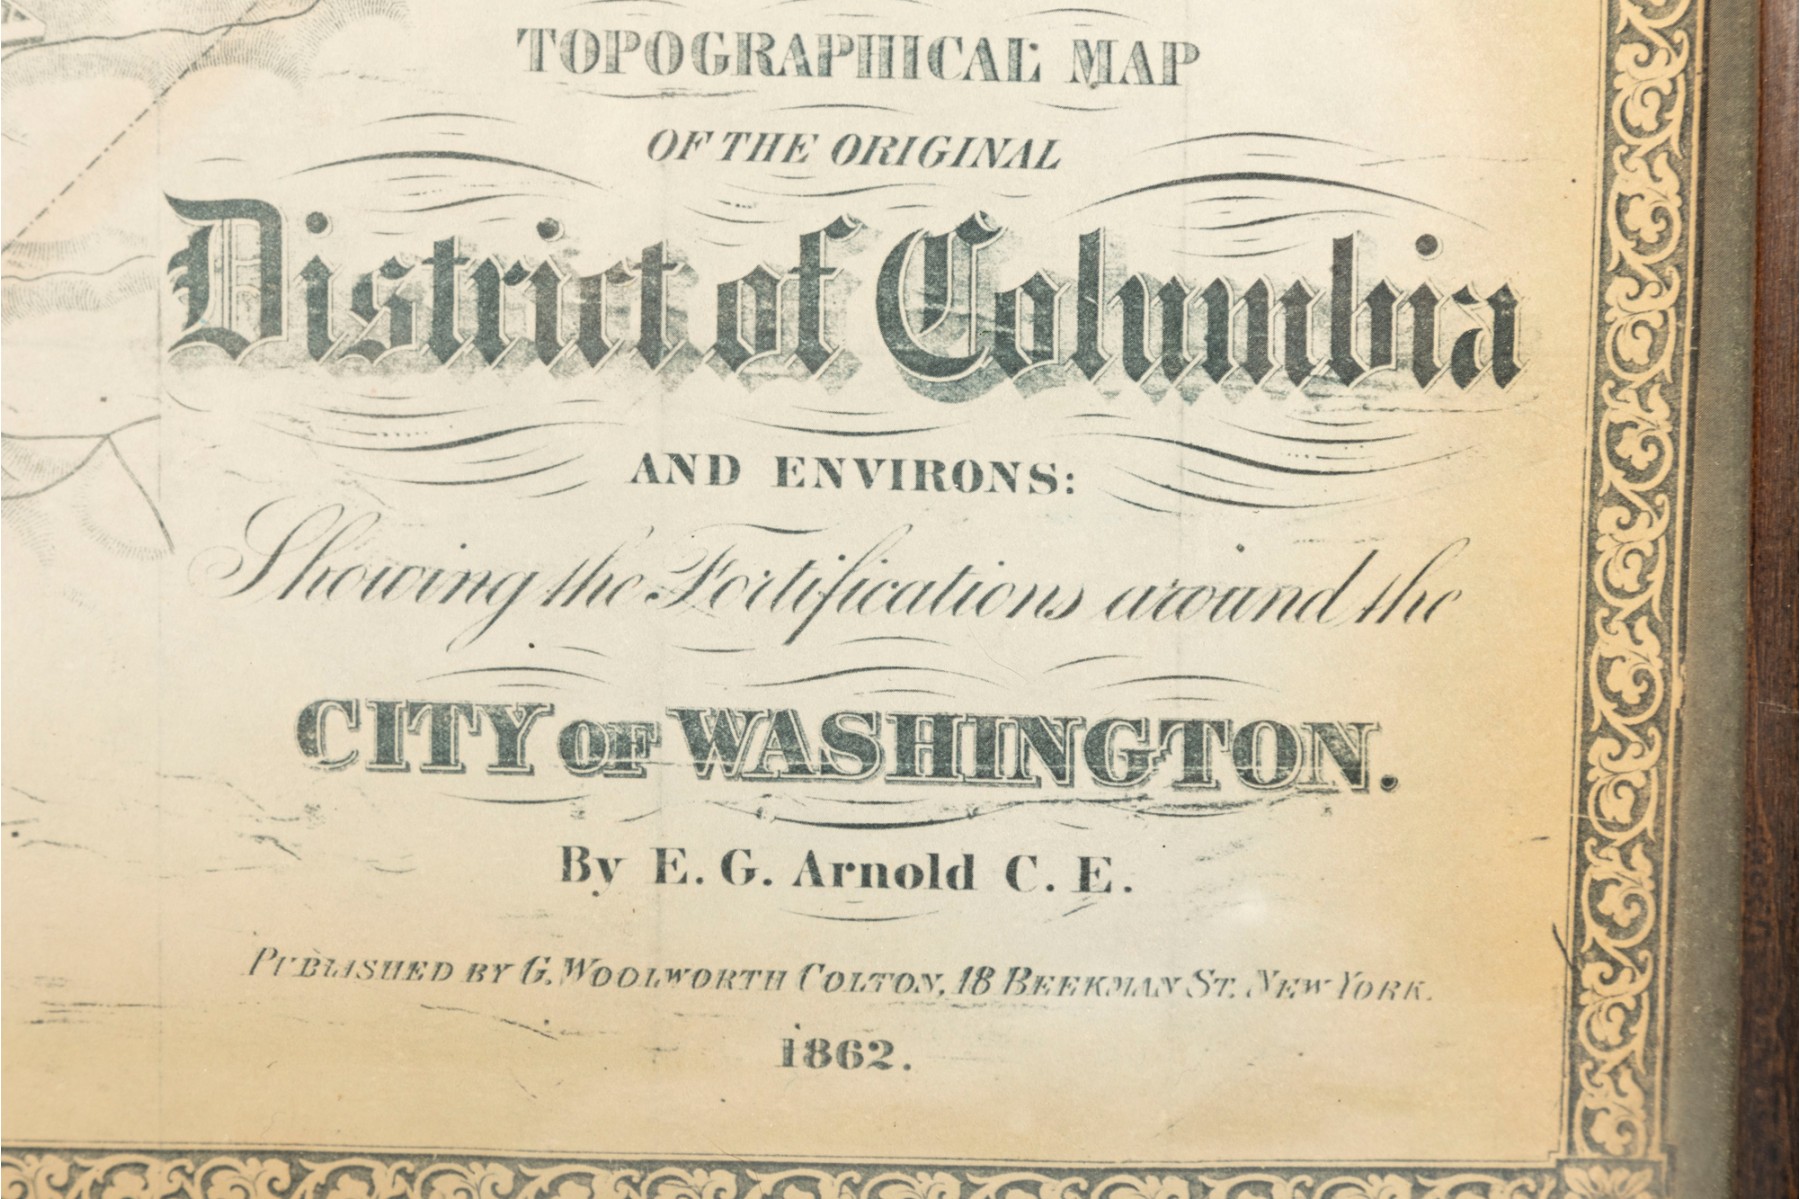 TOPOGRAPHICAL MAP
OF THE ORIGINAL
District of Columbia
AND ENVIRONS:
Showing the Fortifications around the
CITY OF WASHINGTON.
By E. G. Arnold C. E.
PUBLISHED BY G. WOOLWORTH COLTON, 18 BEEKMAN ST. NEW YORK.
1862.